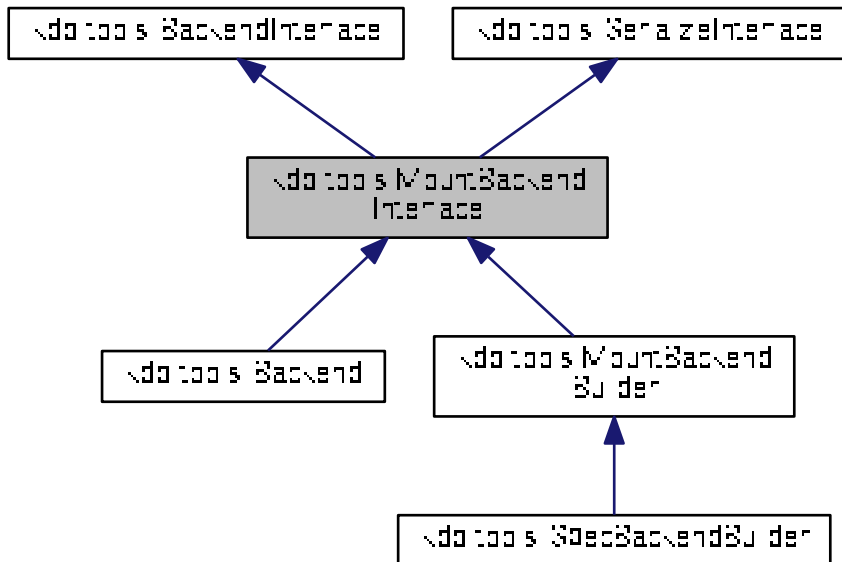 kdb::tools::BackendInterface
kdb::tools::SerializeInterface
kdb::tools::MountBackend
Interface
kdb::tools::Backend
kdb::tools::MountBackend
Builder
kdb::tools::SpecBackendBuilder